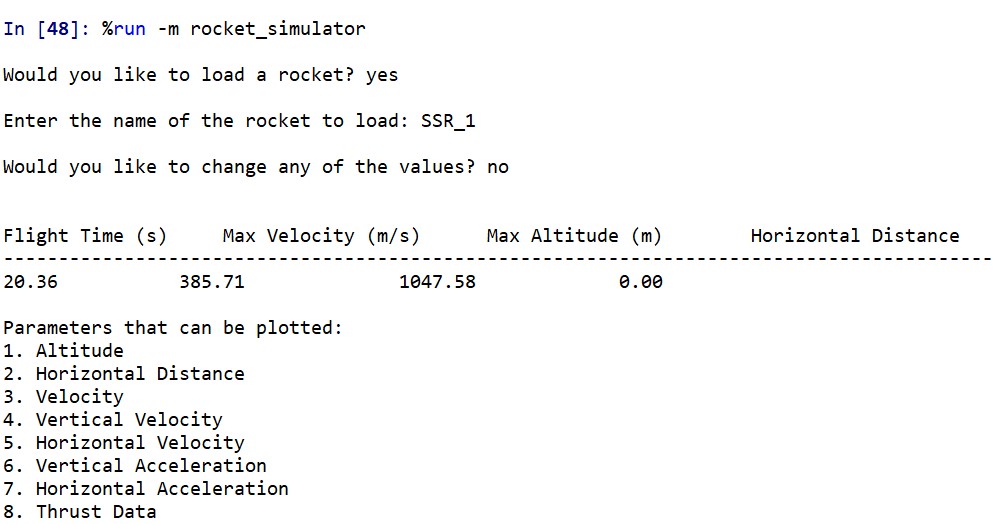 In [48]: %run -m rocket_simulator
Would you like to load a rocket? yes
Enter the name of the rocket to load: SSR_1
Would you like to change any of the values? no
Flight Time (s)     Max Velocity (m/s)      Max Altitude (m)        Horizontal Distance
------------------------------------------------------------------------------------------
20.36           385.71              1047.58             0.00
Parameters that can be plotted:
1. Altitude
2. Horizontal Distance
3. Velocity
4. Vertical Velocity
5. Horizontal Velocity
6. Vertical Acceleration
7. Horizontal Acceleration
8. Thrust Data